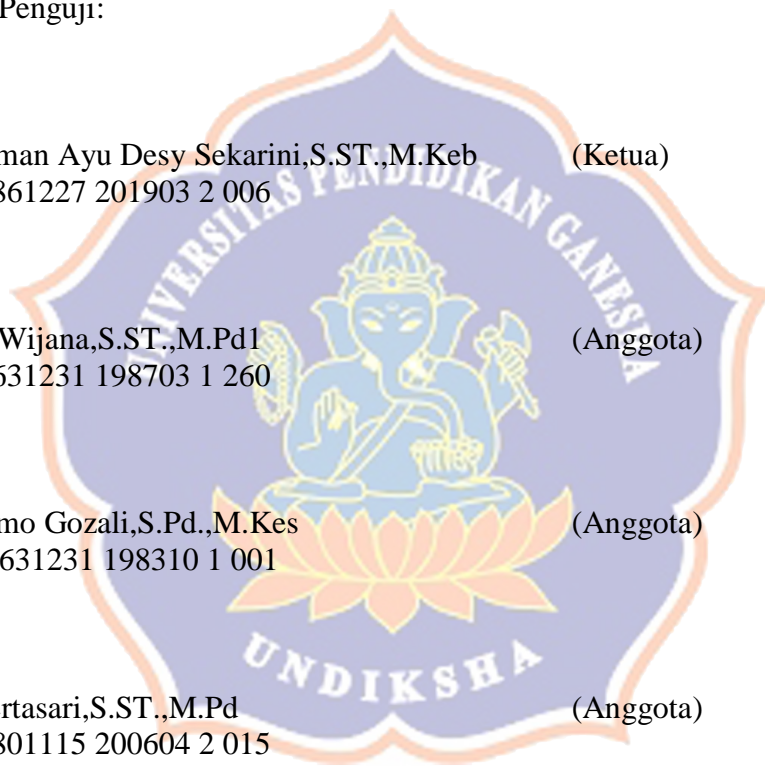 Penguji:
man Ayu Desy Sekarini,S.ST.,M.Keb (Ketua)
861227 201903 2 006
UNIVERSITAS PENDIDIKAN GANESHA
Wijana,S.ST.,M.Pd1 (Anggota)
631231 198703 1 260
mo Gozali,S.Pd.,M.Kes (Anggota)
631231 198310 1 001
UNDIKSHA
rtasari,S.ST.,M.Pd (Anggota)
801115 200604 2 015